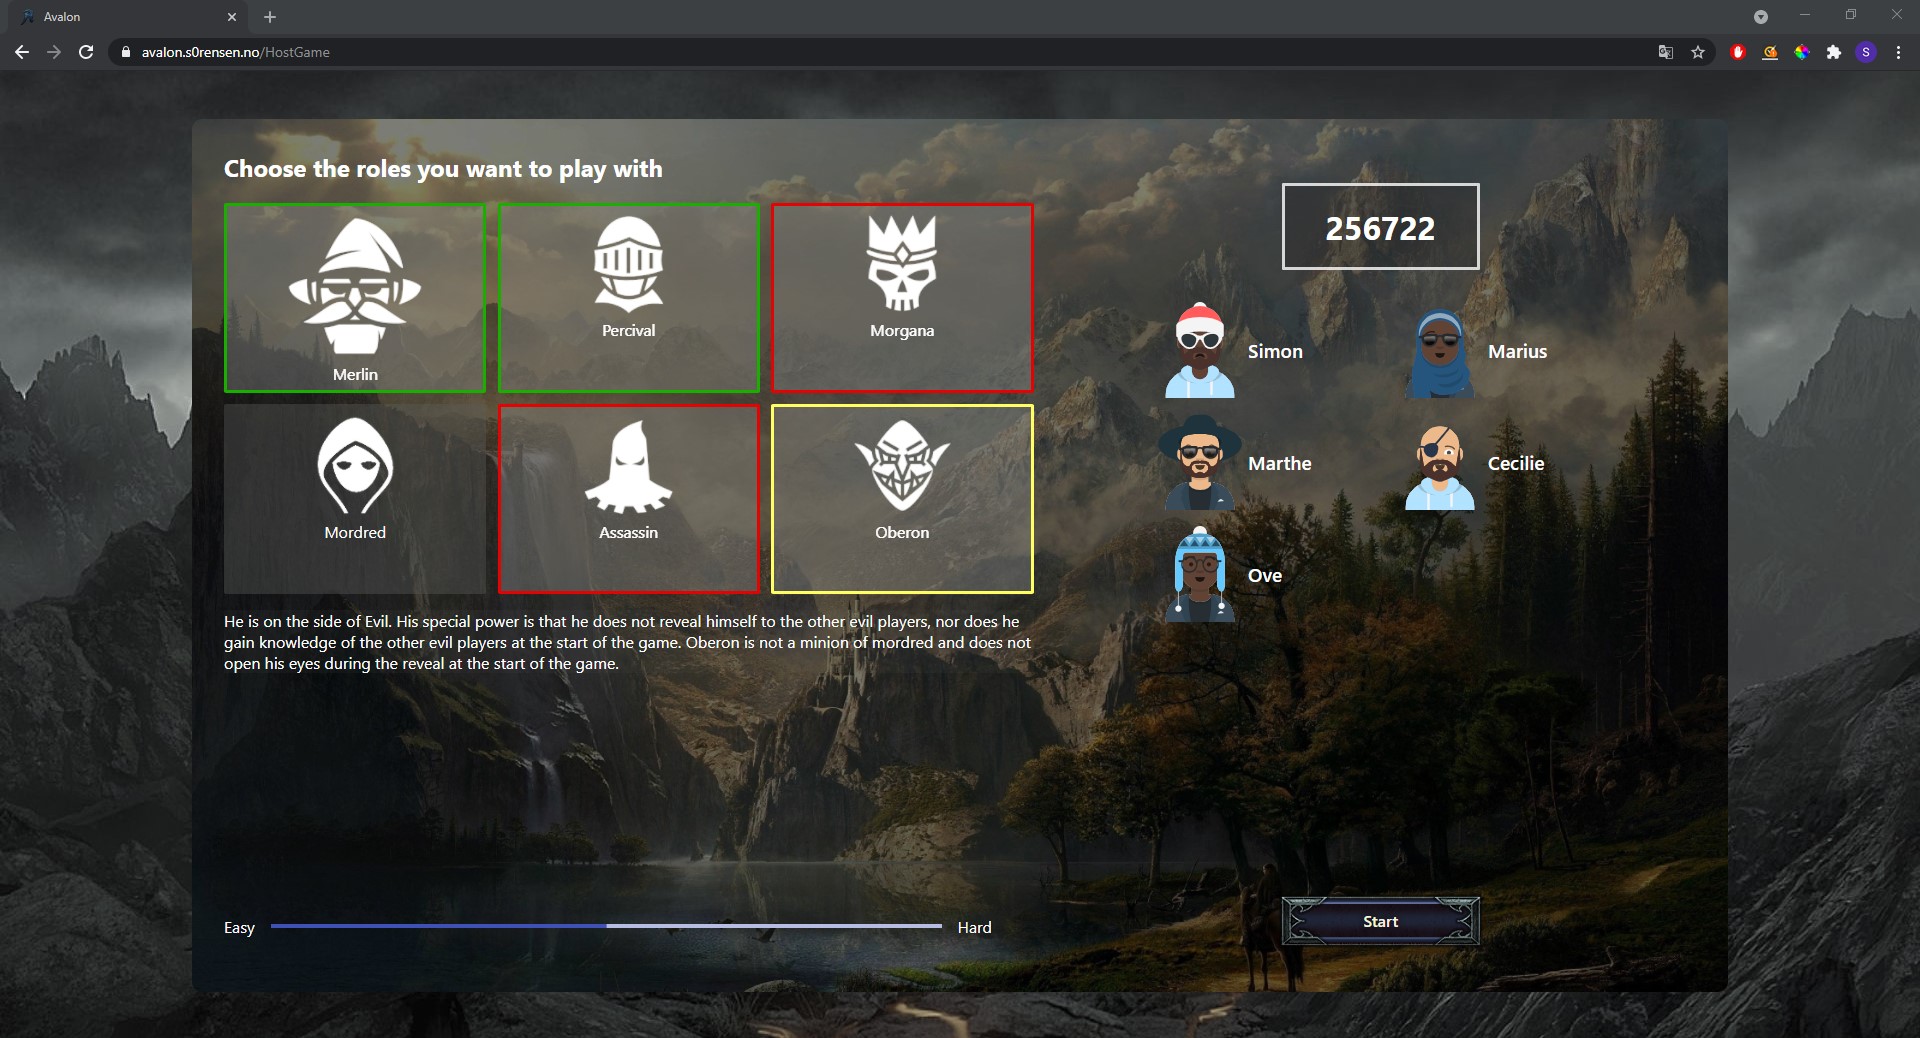 Avalon
avalon.s0rensen.no/HostGame
S
Choose the roles you want to play with
Merlin
Percival
Morgana
Mordred
Assassin
Oberon
He is on the side of Evil. His special power is that he does not reveal himself to the other evil players, nor does he
gain knowledge of the other evil players at the start of the game. Oberon is not a minion of mordred and does not
open his eyes during the reveal at the start of the game.
Easy
Hard
256722
Simon
Marius
Marthe
Cecilie
Ove
Start